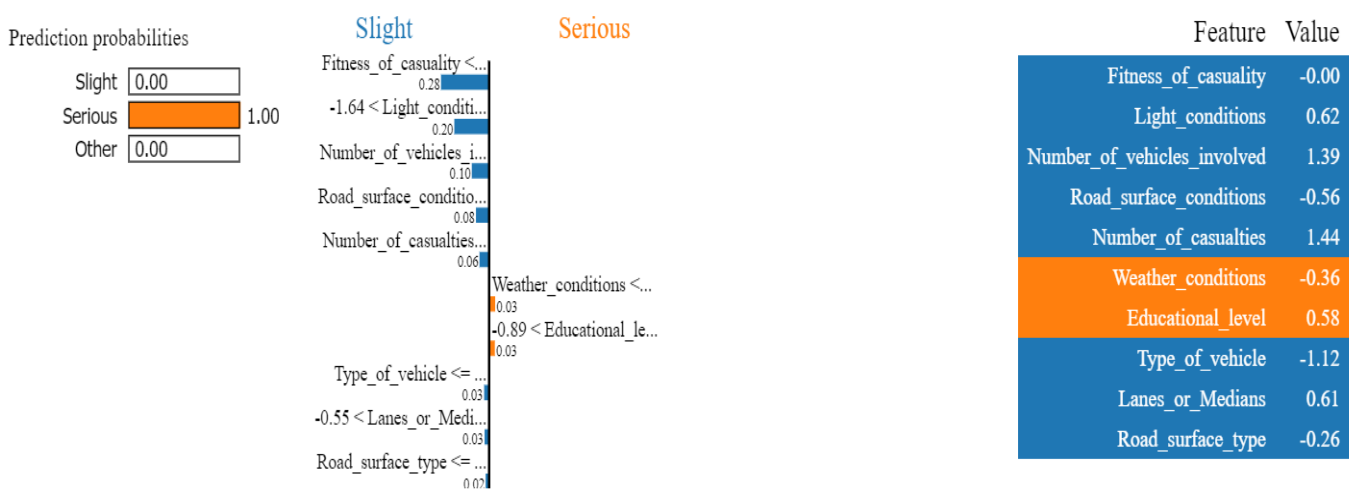 Prediction probabilities
Slight 0.00
Serious 1.00
Other 0.00
Slight Serious
Fitness_of_casuality <...
0.28
-1.64 < Light_conditi...
0.20
Number_of_vehicles_i...
0.10
Road_surface_conditio...
0.08
Number_of_casualties...
0.06
Weather_conditions <...
0.03
-0.89 < Educational_le...
0.03
Type_of_vehicle <= ...
0.03
-0.55 < Lanes_or_Medi...
0.03
Road_surface_type <= ...
0.02
Feature Value
Fitness_of_casuality -0.00
Light_conditions 0.62
Number_of_vehicles_involved 1.39
Road_surface_conditions -0.56
Number_of_casualties 1.44
Weather_conditions -0.36
Educational_level 0.58
Type_of_vehicle -1.12
Lanes_or_Medians 0.61
Road_surface_type -0.26